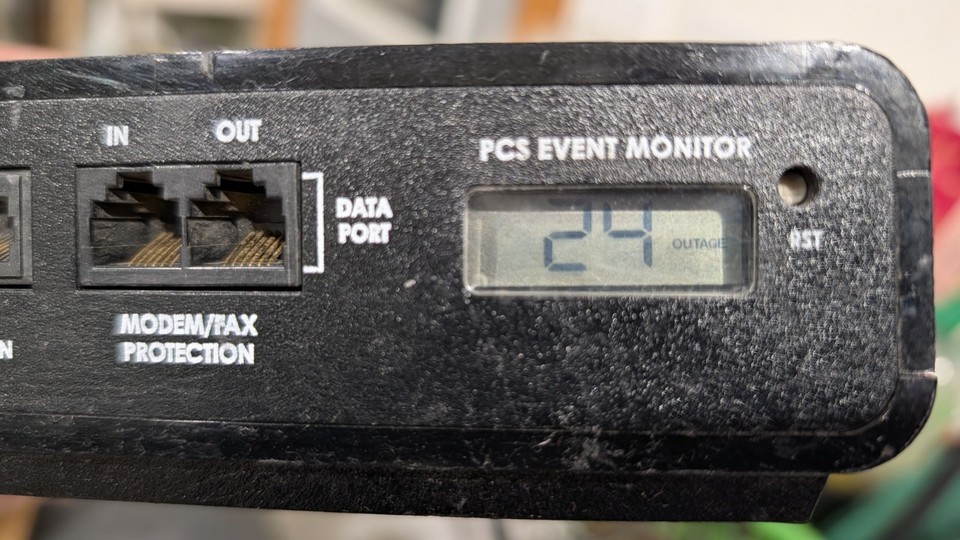 IN OUT
DATA
PORT
MODEM/FAX
PROTECTION
N
PCS EVENT MONITOR
24 OUTAGE
RST